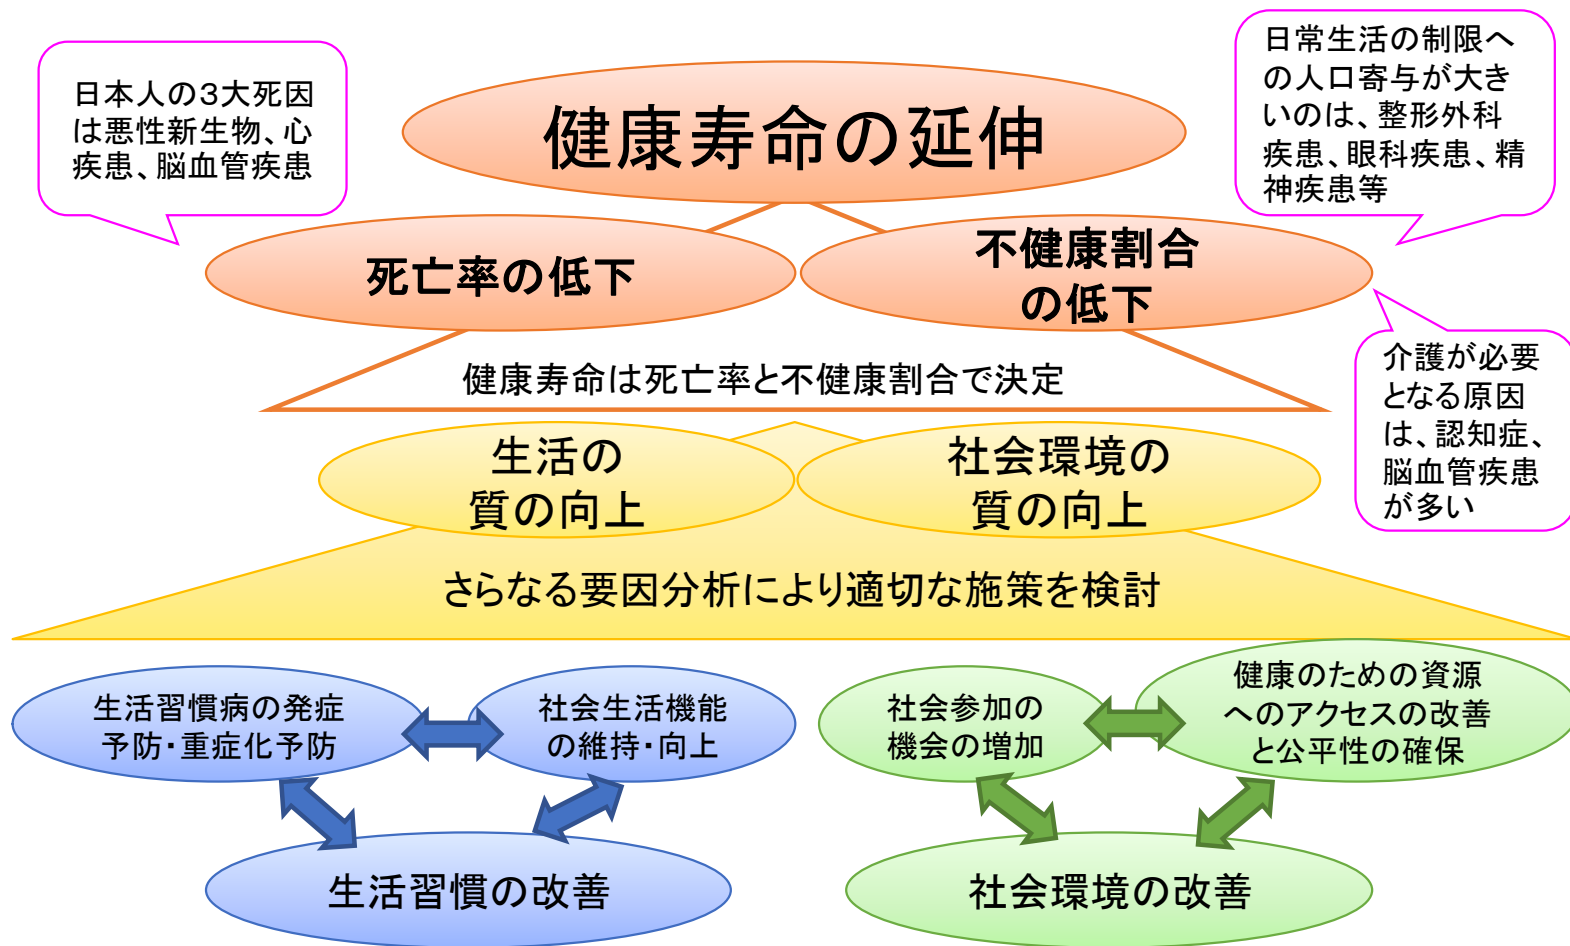 日本人の３大死因
は悪性新生物、心
疾患、脳血管疾患
健康寿命の延伸
日常生活の制限へ
の人口寄与が大き
いのは、整形外科
疾患、眼科疾患、精
神疾患等
死亡率の低下
不健康割合
の低下
健康寿命は死亡率と不健康割合で決定
介護が必要
となる原因
は、認知症、
脳血管疾患
が多い
生活の
質の向上
社会環境の
質の向上
さらなる要因分析により適切な施策を検討
生活習慣病の発症
予防・重症化予防
社会生活機能
の維持・向上
社会参加の
機会の増加
健康のための資源
へのアクセスの改善
と公平性の確保
生活習慣の改善
社会環境の改善